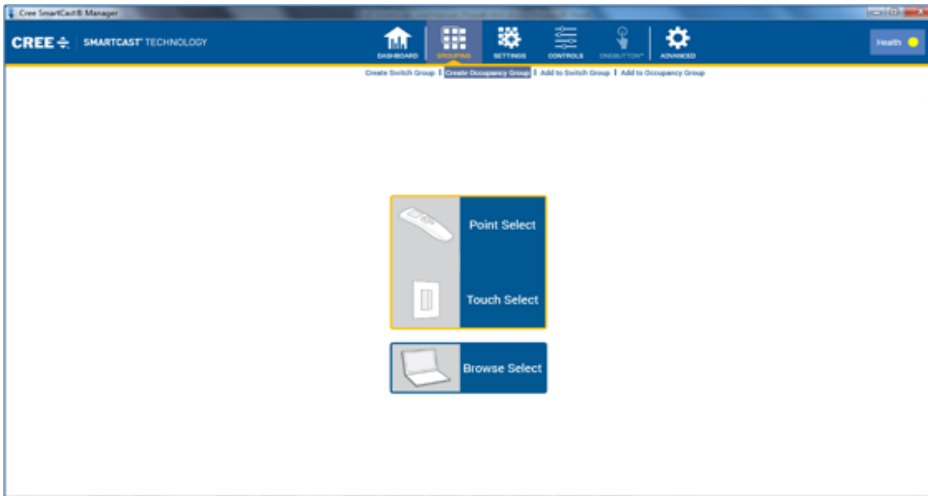 Cree SmartCast® Manager
CREE SMARTCAST® TECHNOLOGY
DASHBOARD GROUPING SETTINGS CONTROLS ONEBUTTON™ ADVANCED Health
Create Switch Group | Create Occupancy Group | Add to Switch Group | Add to Occupancy Group
Point Select
Touch Select
Browse Select